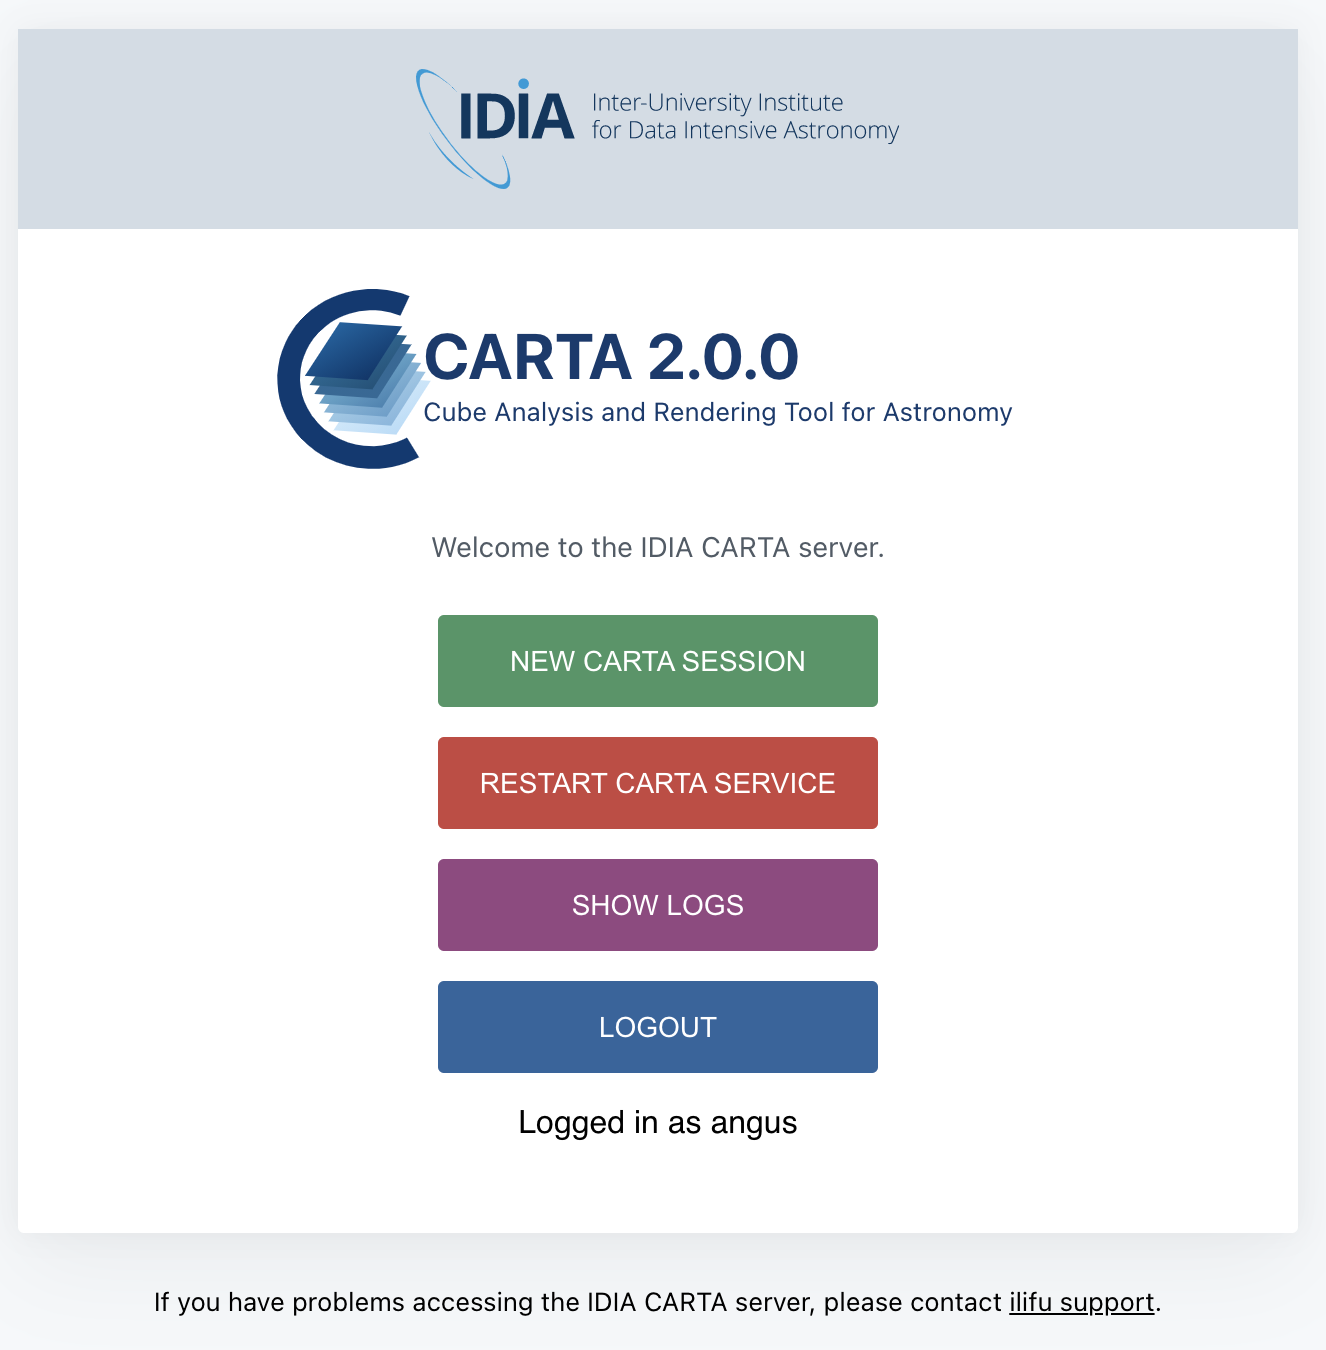 IDIA
Inter-University Institute
for Data Intensive Astronomy
CARTA 2.0.0
Cube Analysis and Rendering Tool for Astronomy
Welcome to the IDIA CARTA server.
NEW CARTA SESSION
RESTART CARTA SERVICE
SHOW LOGS
LOGOUT
Logged in as angus
If you have problems accessing the IDIA CARTA server, please contact ilifu support.